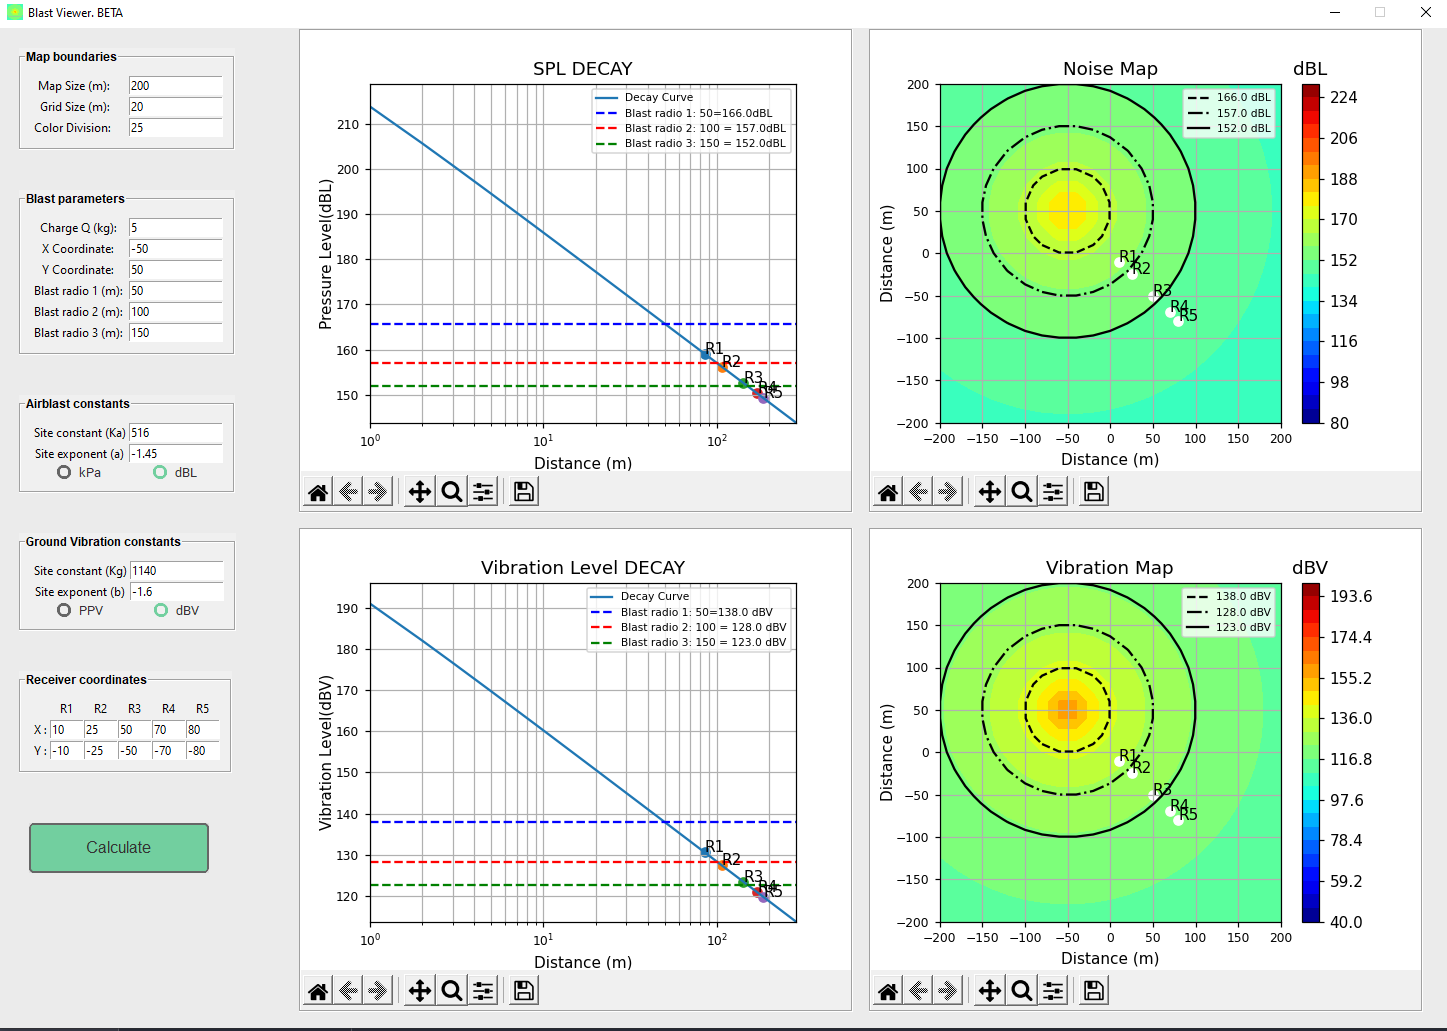 Blast Viewer. BETA
Map boundaries
Map Size (m): 200
Grid Size (m): 20
Color Division: 25
Blast parameters
Charge Q (kg): 5
X Coordinate: -50
Y Coordinate: 50
Blast radio 1 (m): 50
Blast radio 2 (m): 100
Blast radio 3 (m): 150
Airblast constants
Site constant (Ka) 516
Site exponent (a) -1.45
kPa dBL
Ground Vibration constants
Site constant (Kg) 1140
Site exponent (b) -1.6
PPV dBV
Receiver coordinates
R1 R2 R3 R4 R5
X : 10 25 50 70 80
Y : -10 -25 -50 -70 -80
Calculate
SPL DECAY
Decay Curve
Blast radio 1: 50=166.0dBL
Blast radio 2: 100 = 157.0dBL
Blast radio 3: 150 = 152.0dBL
Pressure Level(dBL)
210
200
190
180
170
160
150
R1
R2
R3
R4
R5
10⁰ 10¹ 10²
Distance (m)
Noise Map
dBL
166.0 dBL
157.0 dBL
152.0 dBL
Distance (m)
200
150
100
50
0
−50
−100
−150
−200
R1
R2
R3
R4
R5
−200 −150 −100 −50 0 50 100 150 200
Distance (m)
224
206
188
170
152
134
116
98
80
Vibration Level DECAY
Decay Curve
Blast radio 1: 50=138.0 dBV
Blast radio 2: 100 = 128.0 dBV
Blast radio 3: 150 = 123.0 dBV
Vibration Level(dBV)
190
180
170
160
150
140
130
120
R1
R2
R3
R4
R5
10⁰ 10¹ 10²
Distance (m)
Vibration Map
dBV
138.0 dBV
128.0 dBV
123.0 dBV
Distance (m)
200
150
100
50
0
−50
−100
−150
−200
R1
R2
R3
R4
R5
−200 −150 −100 −50 0 50 100 150 200
Distance (m)
193.6
174.4
155.2
136.0
116.8
97.6
78.4
59.2
40.0